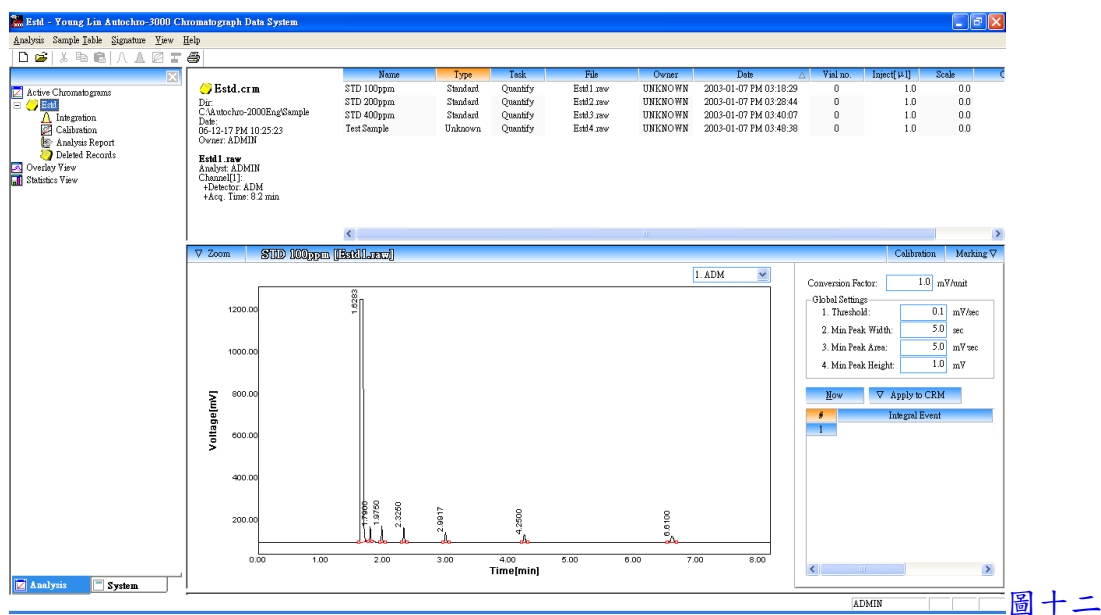 Estd - Young Lin Autochro-3000 Chromatograph Data System
Analysis Sample Table Signature View Help
Active Chromatograms
Estd
Integration
Calibration
Analysis Report
Deleted Records
Overlay View
Statistics View
Estd.crm
Dir:
C:\Autochro-2000Eng\Sample
Date:
06-12-17 PM 10:25:23
Owner: ADMIN
Estd1.raw
Analyst: ADMIN
Channel[1]:
+Detector: ADM
+Acq. Time: 8.2 min
Name Type Task File Owner Date Vial no. Inject[μl] Scale C
STD 100ppm Standard Quantify Estd1.raw UNKNOWN 2003-01-07 PM 03:18:29 0 1.0 0.0
STD 200ppm Standard Quantify Estd2.raw UNKNOWN 2003-01-07 PM 03:28:44 0 1.0 0.0
STD 400ppm Standard Quantify Estd3.raw UNKNOWN 2003-01-07 PM 03:40:07 0 1.0 0.0
Test Sample Unknown Quantify Estd4.raw UNKNOWN 2003-01-07 PM 03:48:38 0 1.0 0.0
▽ Zoom STD 100ppm [Estd1.raw] Calibration Marking ▽
1. ADM
Voltage[mV]
1200.00
1000.00
800.00
600.00
400.00
200.00
1.6283
1.7900
1.9750
2.3250
2.9917
4.2500
6.6100
0.00 1.00 2.00 3.00 4.00 5.00 6.00 7.00 8.00
Time[min]
Conversion Factor: 1.0 mV/unit
Global Settings
1. Threshold: 0.1 mV/sec
2. Min Peak Width: 5.0 sec
3. Min Peak Area: 5.0 mV·sec
4. Min Peak Height: 1.0 mV
Now ▽ Apply to CRM
# Integral Event
1
Analysis System
ADMIN
圖十二